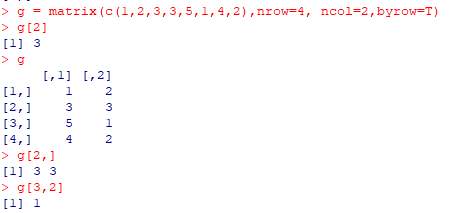 > g = matrix(c(1,2,3,3,5,1,4,2),nrow=4, ncol=2,byrow=T)
> g[2]
[1] 3
> g
     [,1] [,2]
[1,]    1    2
[2,]    3    3
[3,]    5    1
[4,]    4    2
> g[2,]
[1] 3 3
> g[3,2]
[1] 1